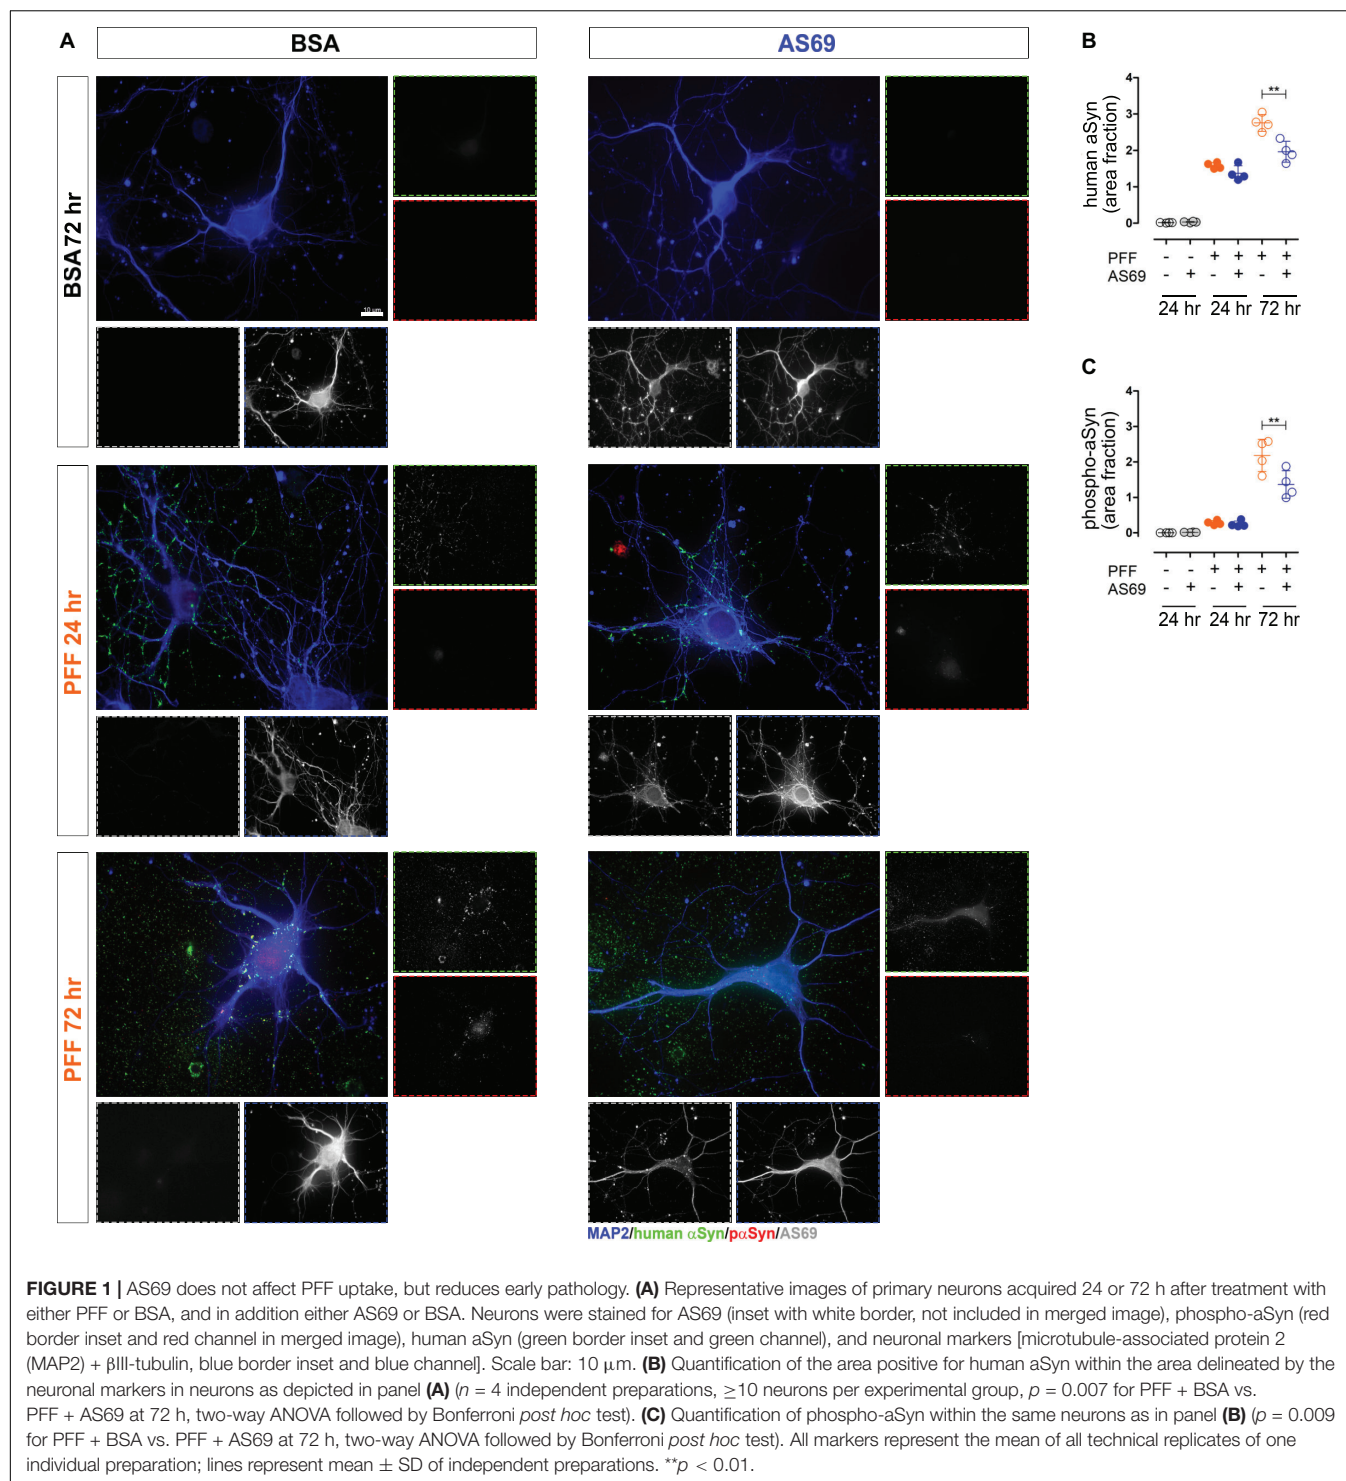 A
BSA
AS69
BSA72 hr
10 µm
PFF 24 hr
PFF 72 hr
MAP2/human αSyn/pαSyn/AS69
B
human aSyn
(area fraction)
4
3
2
1
0
**
PFF - - + + + +
AS69 - + - + - +
24 hr 24 hr 72 hr
C
phospho-aSyn
(area fraction)
4
3
2
1
0
**
PFF - - + + + +
AS69 - + - + - +
24 hr 24 hr 72 hr
FIGURE 1 | AS69 does not affect PFF uptake, but reduces early pathology. (A) Representative images of primary neurons acquired 24 or 72 h after treatment with
either PFF or BSA, and in addition either AS69 or BSA. Neurons were stained for AS69 (inset with white border, not included in merged image), phospho-aSyn (red
border inset and red channel in merged image), human aSyn (green border inset and green channel), and neuronal markers [microtubule-associated protein 2
(MAP2) + βIII-tubulin, blue border inset and blue channel]. Scale bar: 10 µm. (B) Quantification of the area positive for human aSyn within the area delineated by the
neuronal markers in neurons as depicted in panel (A) (n = 4 independent preparations, ≥10 neurons per experimental group, p = 0.007 for PFF + BSA vs.
PFF + AS69 at 72 h, two-way ANOVA followed by Bonferroni post hoc test). (C) Quantification of phospho-aSyn within the same neurons as in panel (B) (p = 0.009
for PFF + BSA vs. PFF + AS69 at 72 h, two-way ANOVA followed by Bonferroni post hoc test). All markers represent the mean of all technical replicates of one
individual preparation; lines represent mean ± SD of independent preparations. **p < 0.01.